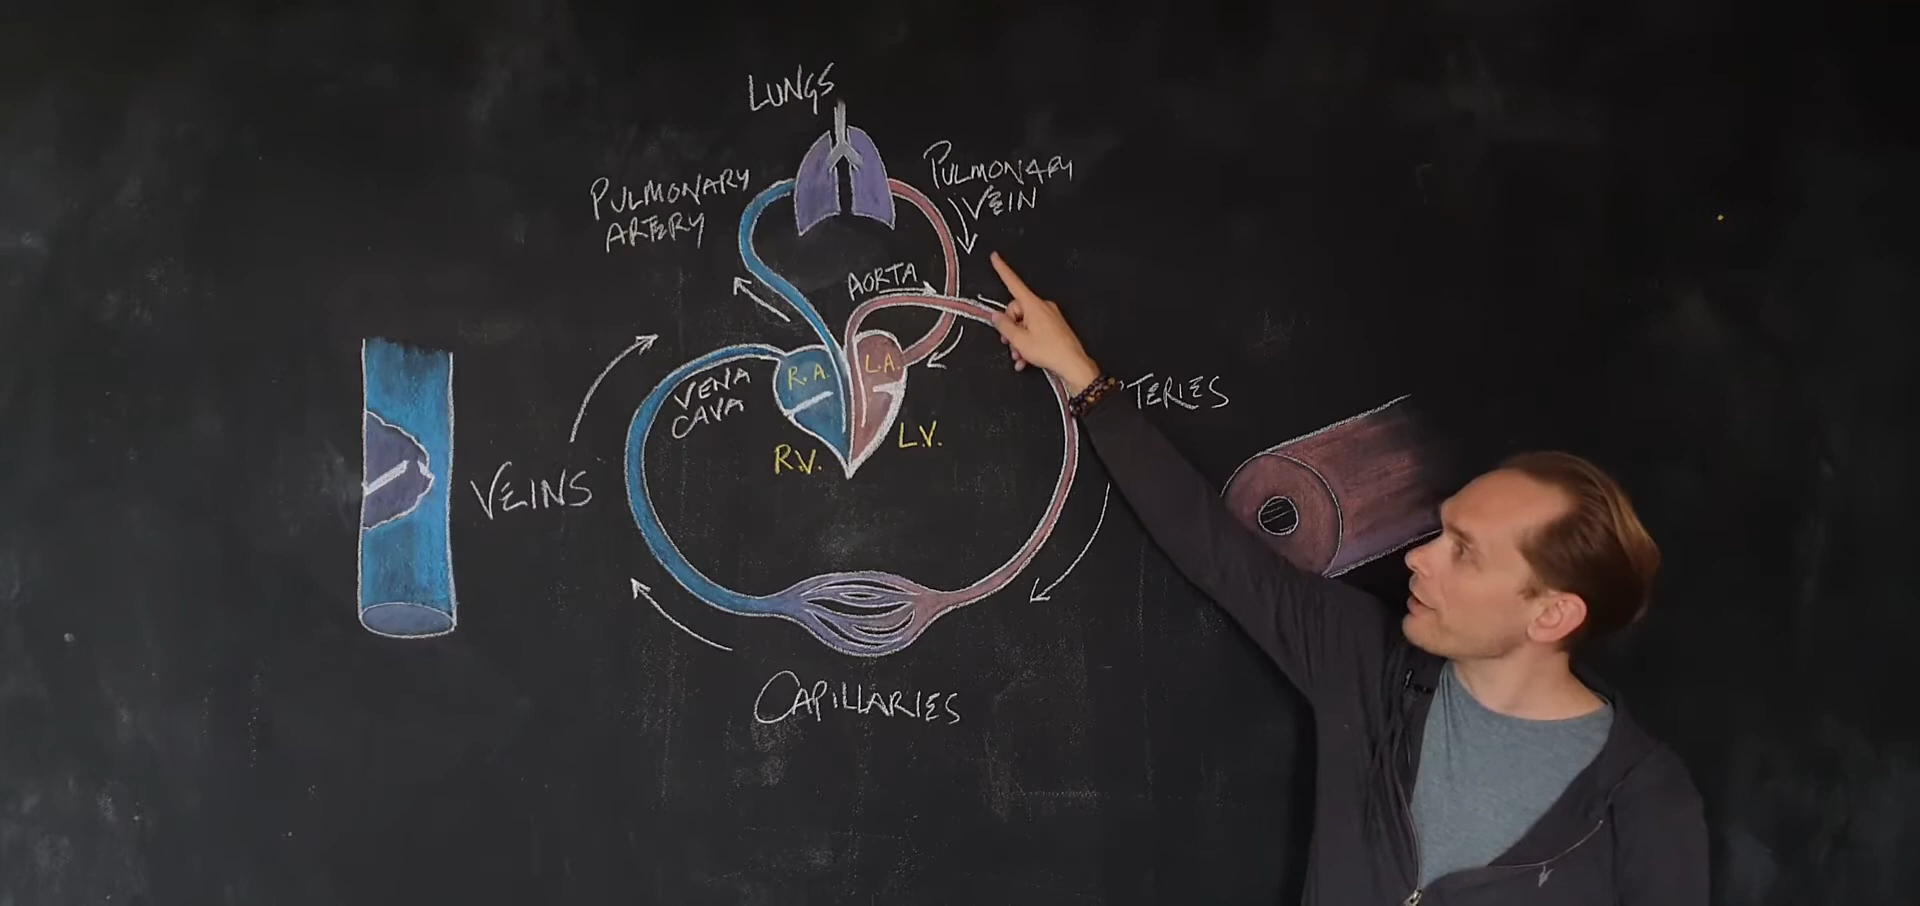 LUNGS
PULMONARY
ARTERY
PULMONARY
VEIN
AORTA
VENA
CAVA
R.A.
L.A.
R.V.
L.V.
TERIES
VEINS
CAPILLARIES